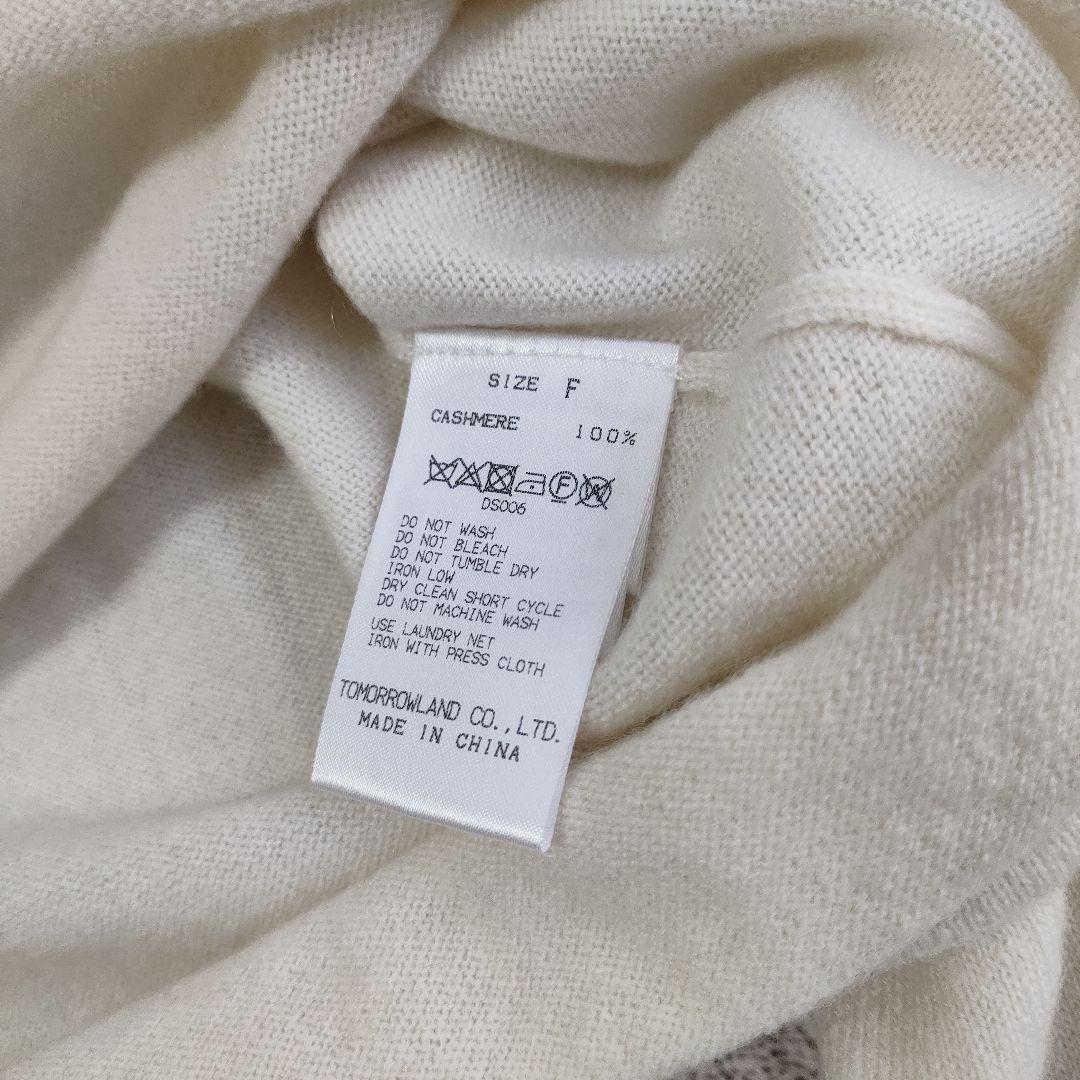 SIZE F
CASHMERE 100%
DS006
DO NOT WASH
DO NOT BLEACH
DO NOT TUMBLE DRY
IRON LOW
DRY CLEAN SHORT CYCLE
DO NOT MACHINE WASH
USE LAUNDRY NET
IRON WITH PRESS CLOTH
TOMORROWLAND CO.,LTD.
MADE IN CHINA